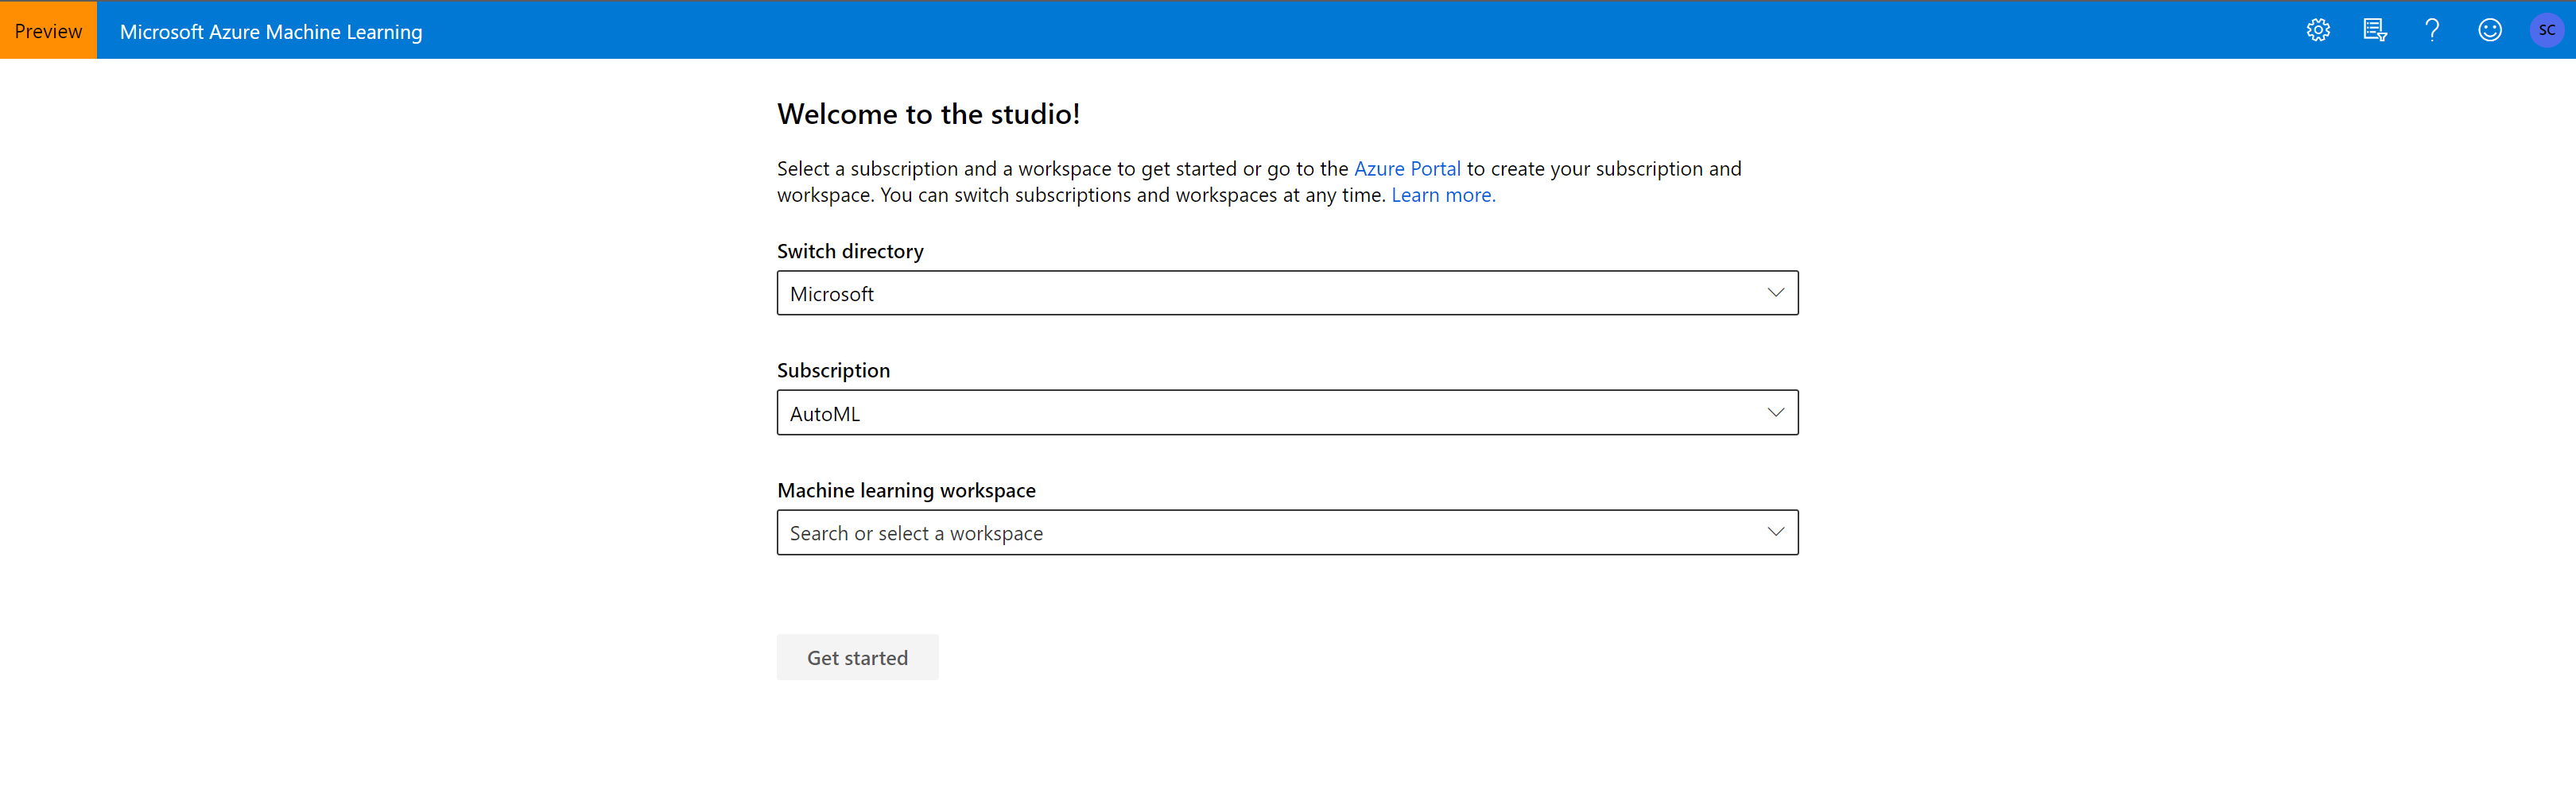 Preview
Microsoft Azure Machine Learning
SC
Welcome to the studio!
Select a subscription and a workspace to get started or go to the Azure Portal to create your subscription and
workspace. You can switch subscriptions and workspaces at any time. Learn more.
Switch directory
Microsoft
Subscription
AutoML
Machine learning workspace
Search or select a workspace
Get started